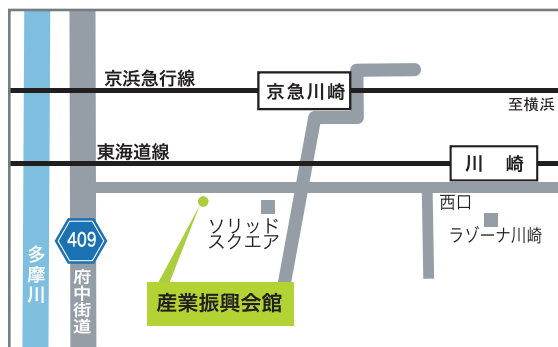 京浜急行線
京急川崎
至横浜
東海道線
川　崎
西口
ラゾーナ川崎
ソリッド
スクエア
409
多摩川
府中街道
産業振興会館